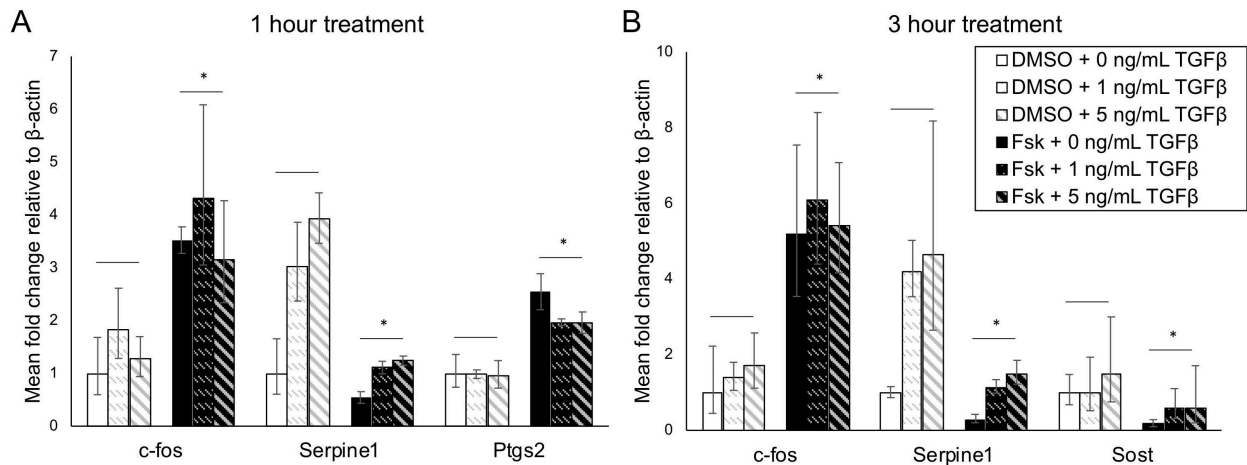 A
1 hour treatment
Mean fold change relative to β-actin
7
6
5
4
3
2
1
0
*
*
*
c-fos
Serpine1
Ptgs2
B
3 hour treatment
Mean fold change relative to β-actin
10
8
6
4
2
0
*
*
*
c-fos
Serpine1
Sost
DMSO + 0 ng/mL TGFβ
DMSO + 1 ng/mL TGFβ
DMSO + 5 ng/mL TGFβ
Fsk + 0 ng/mL TGFβ
Fsk + 1 ng/mL TGFβ
Fsk + 5 ng/mL TGFβ